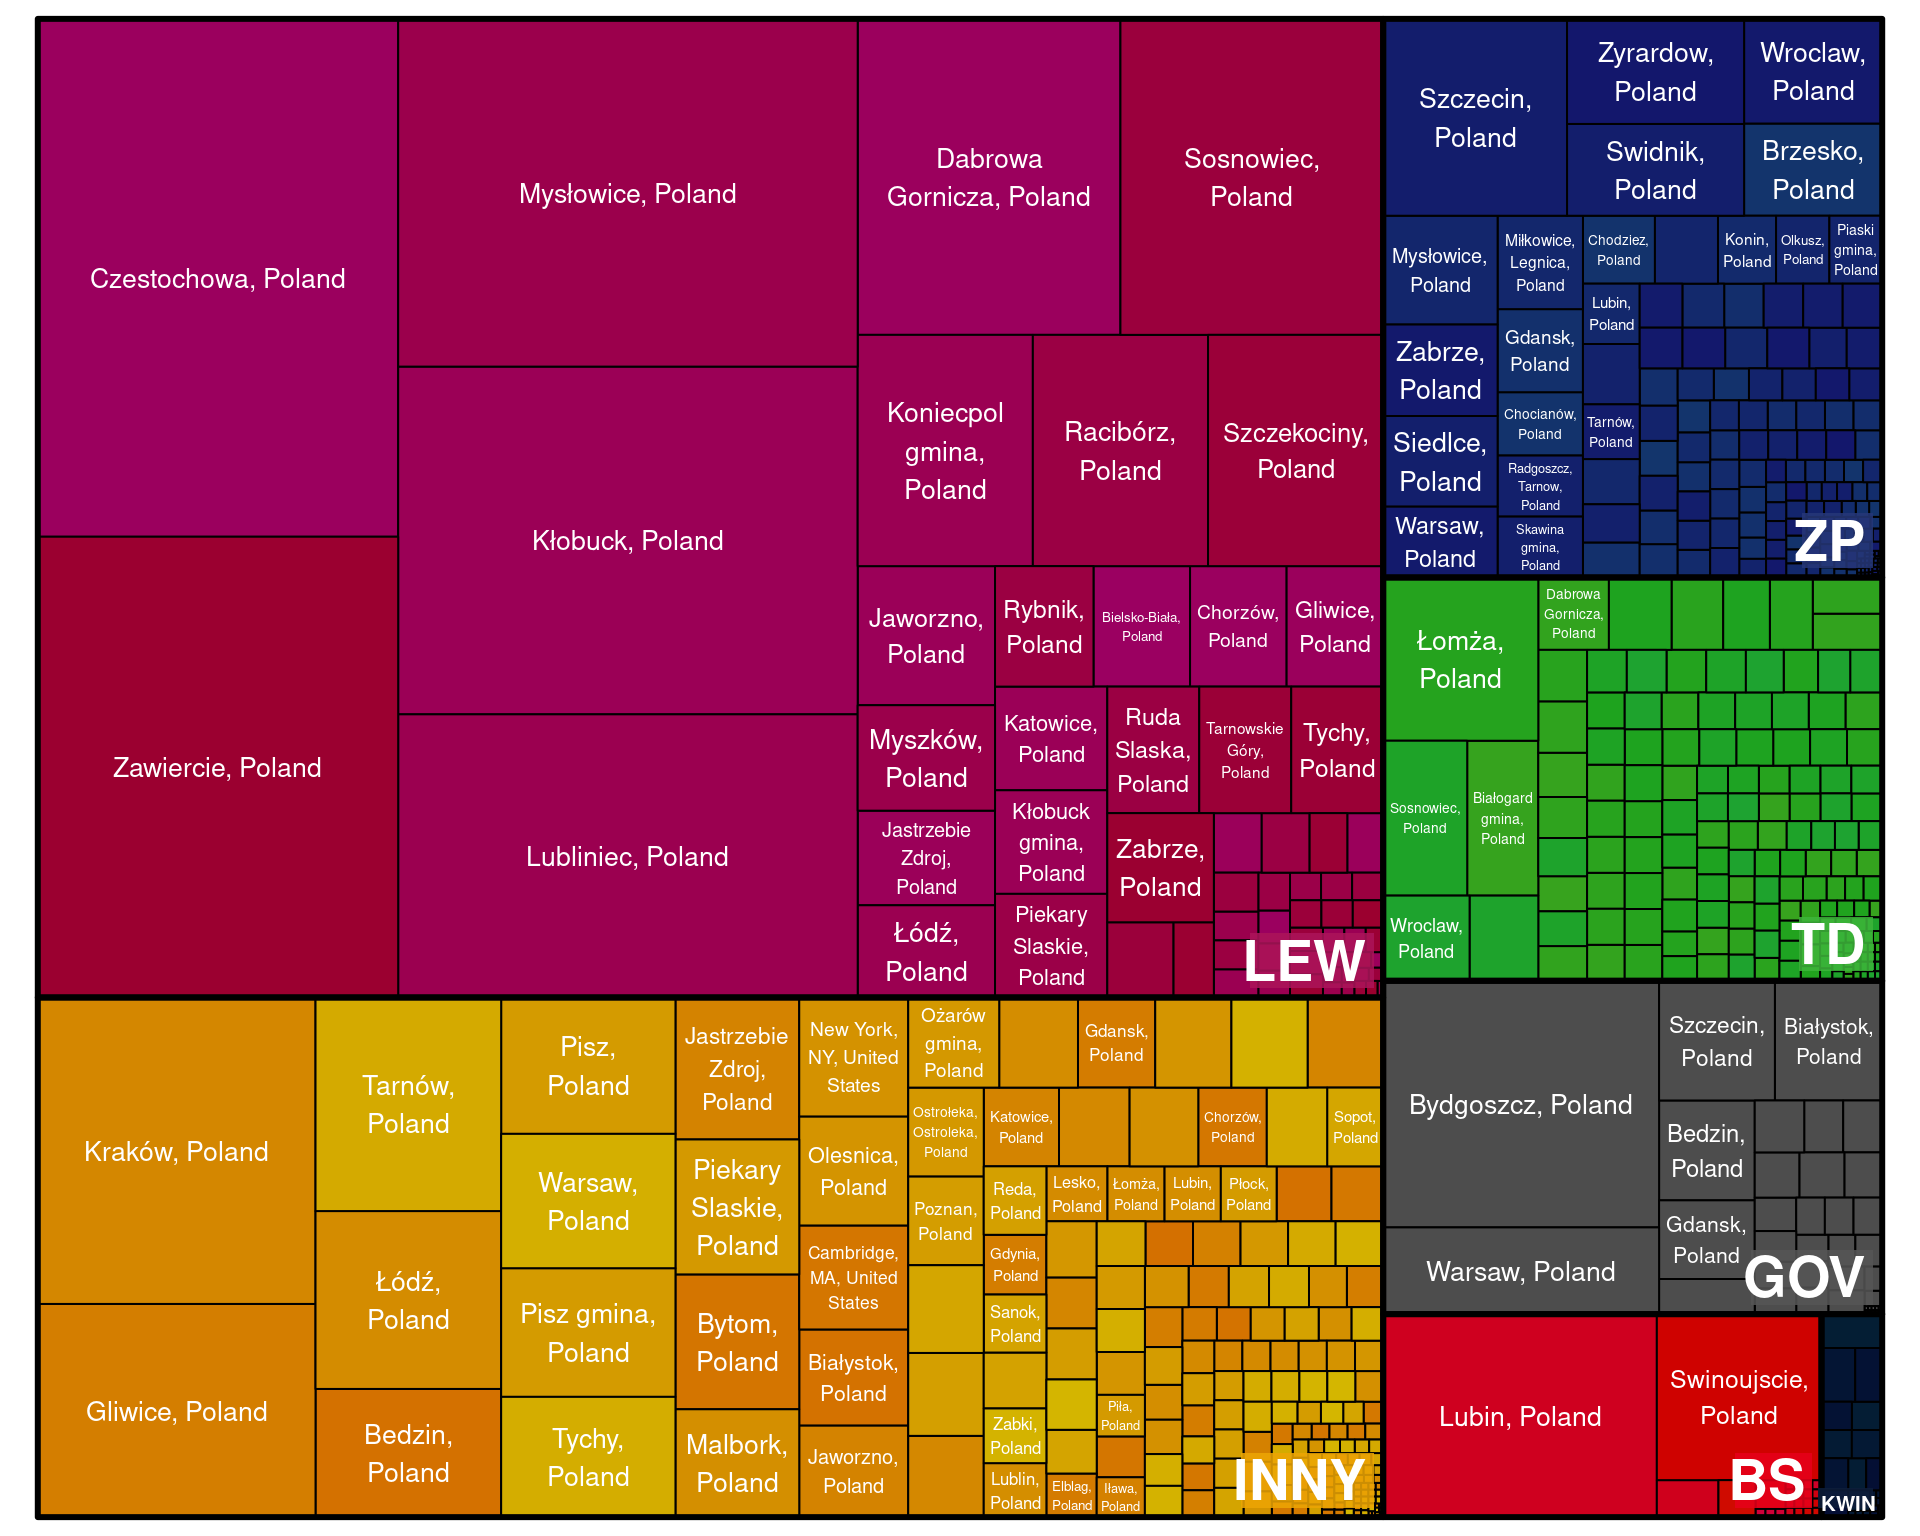 Czestochowa, Poland
Zawiercie, Poland
Mysłowice, Poland
Kłobuck, Poland
Lubliniec, Poland
Dabrowa
Gornicza, Poland
Sosnowiec,
Poland
Koniecpol
gmina,
Poland
Racibórz,
Poland
Szczekociny,
Poland
Jaworzno,
Poland
Myszków,
Poland
Jastrzebie
Zdroj,
Poland
Łódź,
Poland
Rybnik,
Poland
Bielsko-Biała,
Poland
Chorzów,
Poland
Gliwice,
Poland
Katowice,
Poland
Kłobuck
gmina,
Poland
Piekary
Slaskie,
Poland
Ruda
Slaska,
Poland
Tarnowskie
Góry,
Poland
Tychy,
Poland
Zabrze,
Poland
LEW
Szczecin,
Poland
Zyrardow,
Poland
Wroclaw,
Poland
Swidnik,
Poland
Brzesko,
Poland
Mysłowice,
Poland
Zabrze,
Poland
Siedlce,
Poland
Warsaw,
Poland
Miłkowice,
Legnica,
Poland
Gdansk,
Poland
Chocianów,
Poland
Radgoszcz,
Tarnow,
Poland
Skawina
gmina,
Poland
Chodziez,
Poland
Konin,
Poland
Olkusz,
Poland
Piaski
gmina,
Poland
Lubin,
Poland
Tarnów,
Poland
ZP
Łomża,
Poland
Dabrowa
Gornicza,
Poland
Sosnowiec,
Poland
Białogard
gmina,
Poland
Wroclaw,
Poland
TD
Kraków, Poland
Gliwice, Poland
Tarnów,
Poland
Łódź,
Poland
Bedzin,
Poland
Pisz,
Poland
Warsaw,
Poland
Pisz gmina,
Poland
Tychy,
Poland
Jastrzebie
Zdroj,
Poland
Piekary
Slaskie,
Poland
Bytom,
Poland
Malbork,
Poland
New York,
NY, United
States
Olesnica,
Poland
Cambridge,
MA, United
States
Białystok,
Poland
Jaworzno,
Poland
Ożarów
gmina,
Poland
Gdansk,
Poland
Ostrołeka,
Ostroleka,
Poland
Katowice,
Poland
Chorzów,
Poland
Sopot,
Poland
Poznan,
Poland
Reda,
Poland
Lesko,
Poland
Łomża,
Poland
Lubin,
Poland
Płock,
Poland
Gdynia,
Poland
Sanok,
Poland
Zabki,
Poland
Lublin,
Poland
Piła,
Poland
Elblag,
Poland
Iława,
Poland
INNY
Bydgoszcz, Poland
Warsaw, Poland
Szczecin,
Poland
Białystok,
Poland
Bedzin,
Poland
Gdansk,
Poland
GOV
Lubin, Poland
Swinoujscie,
Poland
BS
KWIN